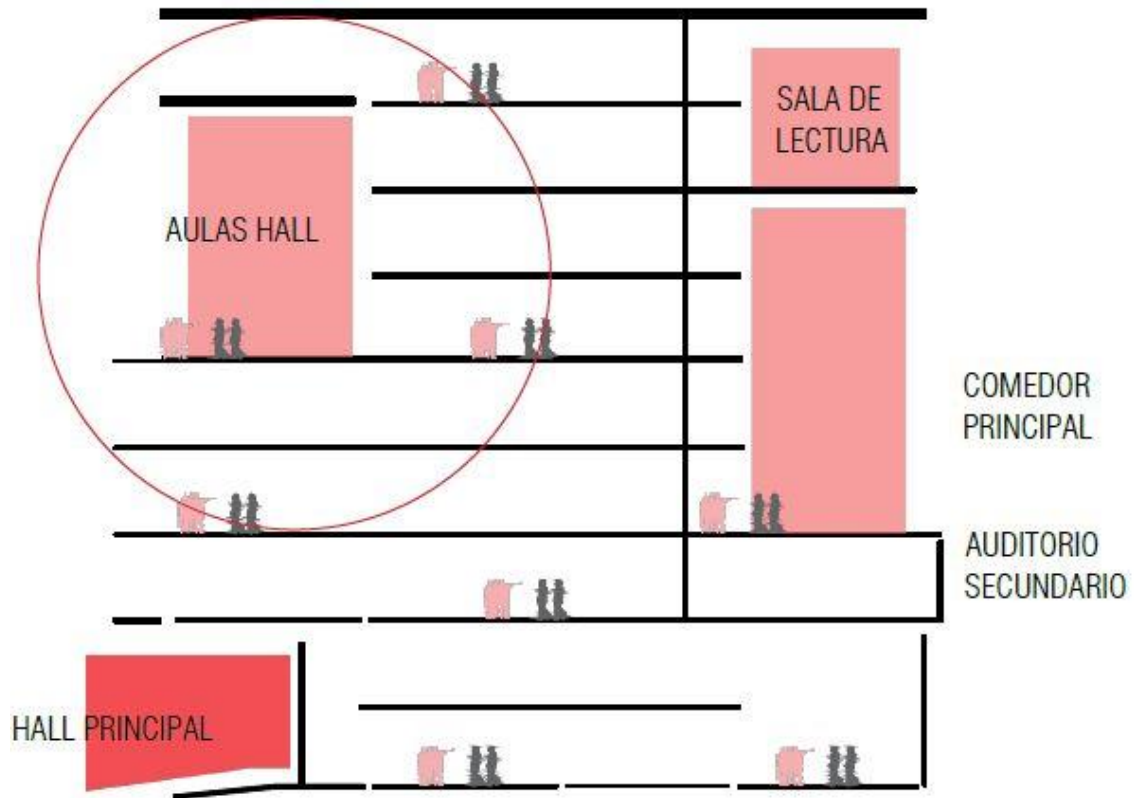 SALA DE
LECTURA
AULAS HALL
COMEDOR
PRINCIPAL
AUDITORIO
SECUNDARIO
HALL PRINCIPAL